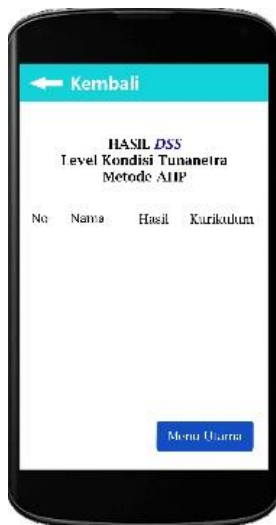 Kembali
HASIL DSS
Level Kondisi Tunanetra
Metode AHP
No Nama Hasil Kurikulum
Menu Utama